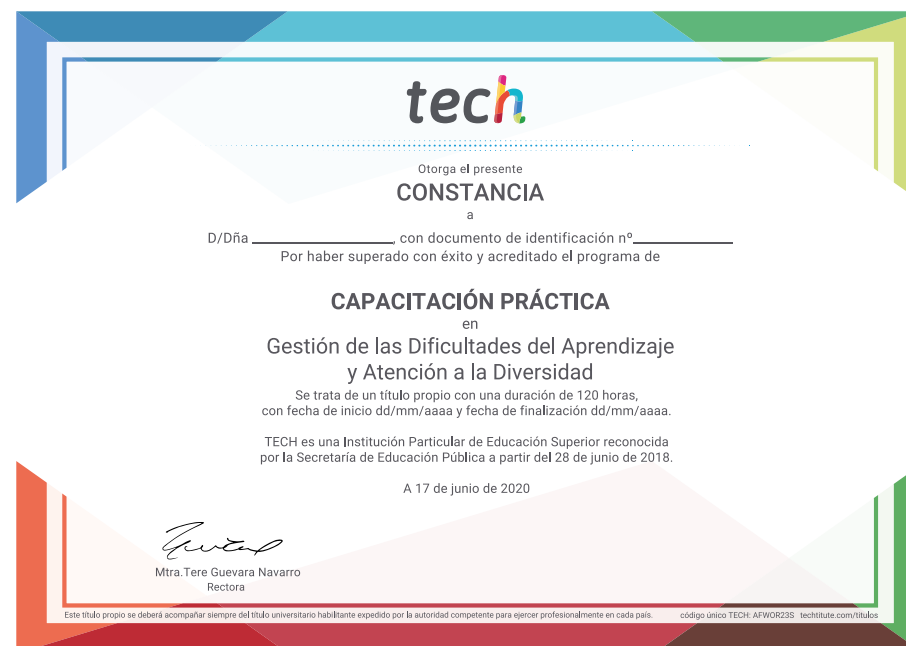 tech
Otorga el presente
CONSTANCIA
a
D/Dña ______________, con documento de identificación nº__________
Por haber superado con éxito y acreditado el programa de
CAPACITACIÓN PRÁCTICA
en
Gestión de las Dificultades del Aprendizaje
y Atención a la Diversidad
Se trata de un título propio con una duración de 120 horas,
con fecha de inicio dd/mm/aaaa y fecha de finalización dd/mm/aaaa.
TECH es una Institución Particular de Educación Superior reconocida
por la Secretaría de Educación Pública a partir del 28 de junio de 2018.
A 17 de junio de 2020
Mtra.Tere Guevara Navarro
Rectora
Este título propio se deberá acompañar siempre del título universitario habilitante expedido por la autoridad competente para ejercer profesionalmente en cada país. código único TECH: AFWOR23S techtitute.com/titulos